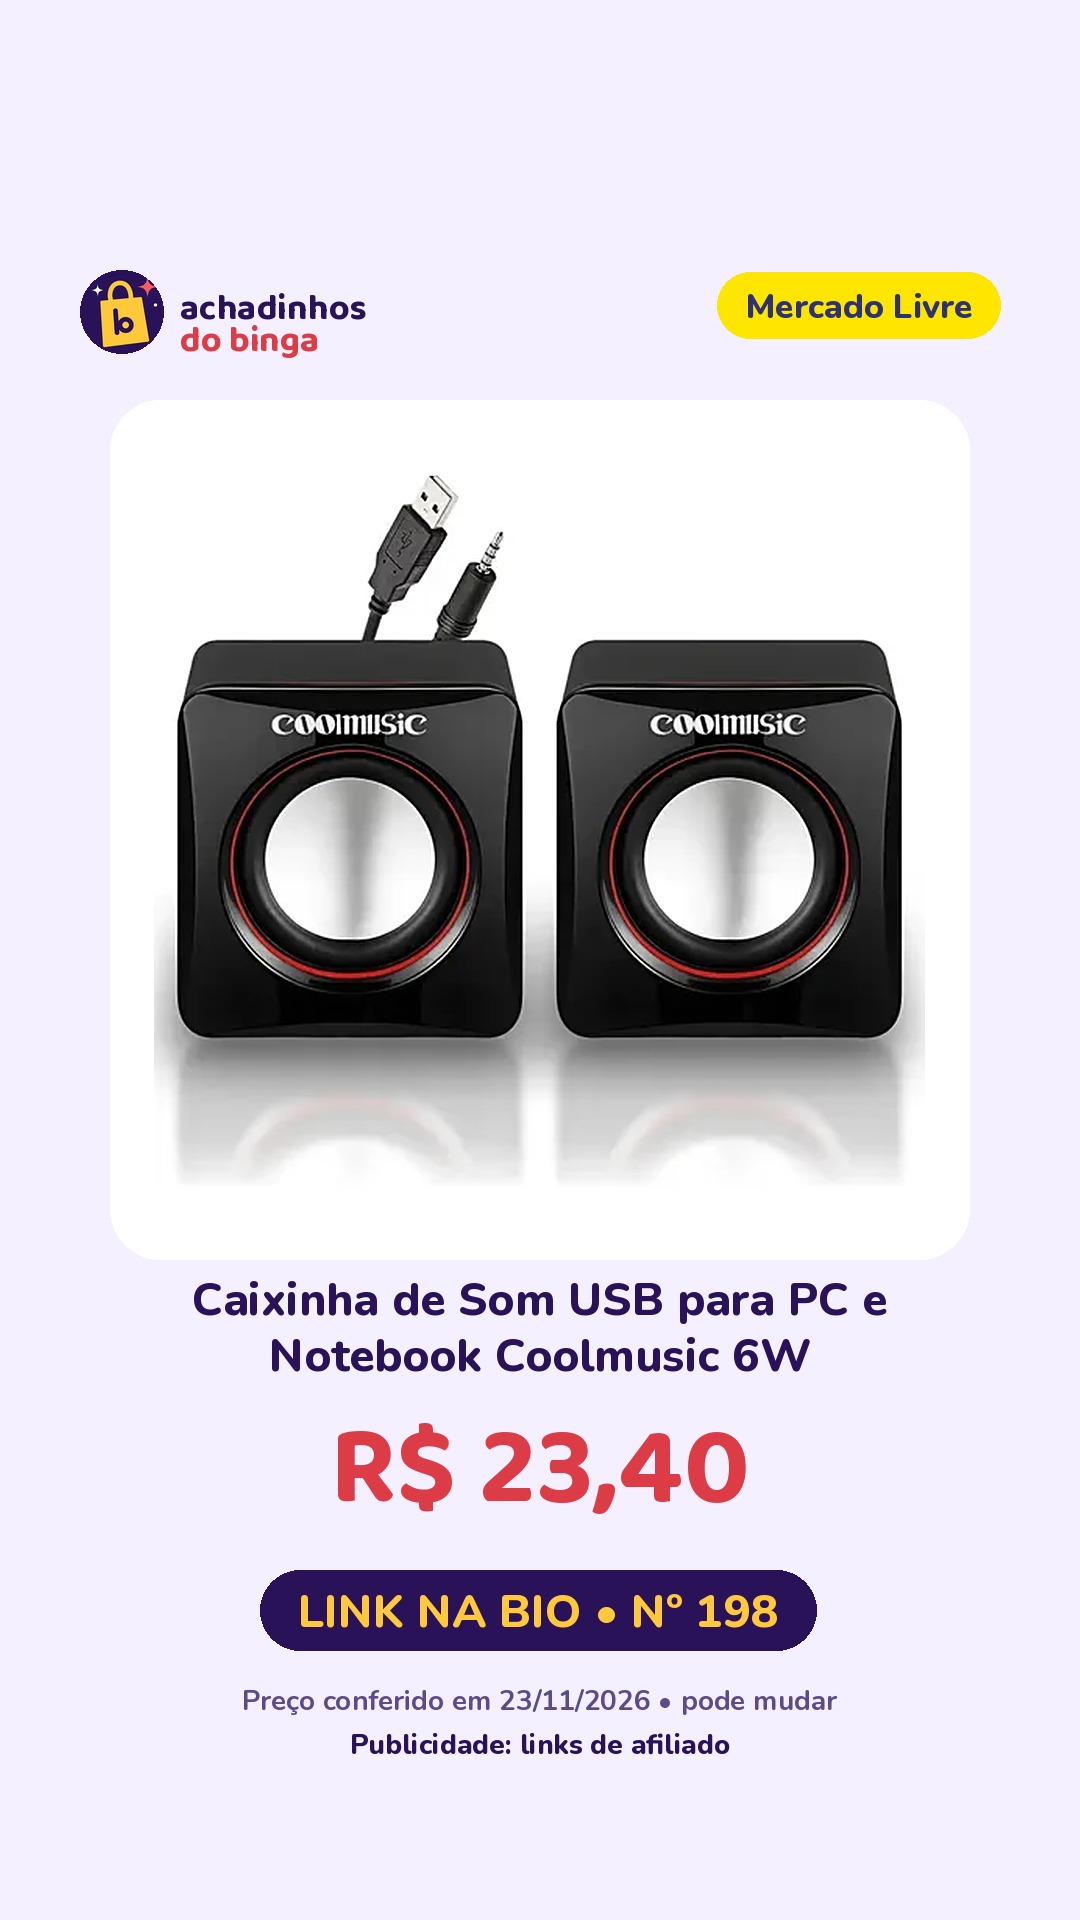 b
achadinhos
do binga
Mercado Livre
coolmusic
coolmusic
Caixinha de Som USB para PC e
Notebook Coolmusic 6W
R$ 23,40
LINK NA BIO • Nº 198
Preço conferido em 23/11/2026 • pode mudar
Publicidade: links de afiliado